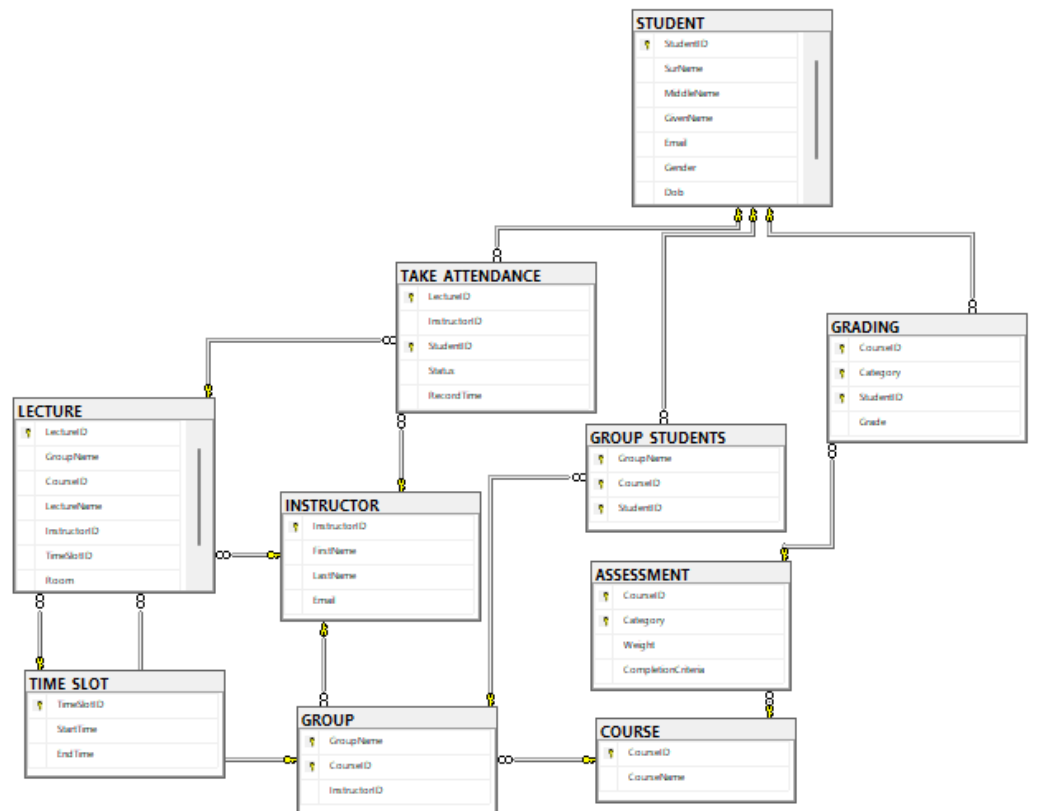 STUDENT
StudentID
SurName
MiddleName
GivenName
Email
Gender
Dob
TAKE ATTENDANCE
LectureID
InstructorID
StudentID
Status
RecordTime
GRADING
CourseID
Category
StudentID
Grade
LECTURE
LectureID
GroupName
CourseID
LectureName
InstructorID
TimeSlotID
Room
GROUP STUDENTS
GroupName
CourseID
StudentID
INSTRUCTOR
InstructorID
FirstName
LastName
Email
ASSESSMENT
CourseID
Category
Weight
CompletionCriteria
TIME SLOT
TimeSlotID
StartTime
EndTime
GROUP
GroupName
CourseID
InstructorID
COURSE
CourseID
CourseName